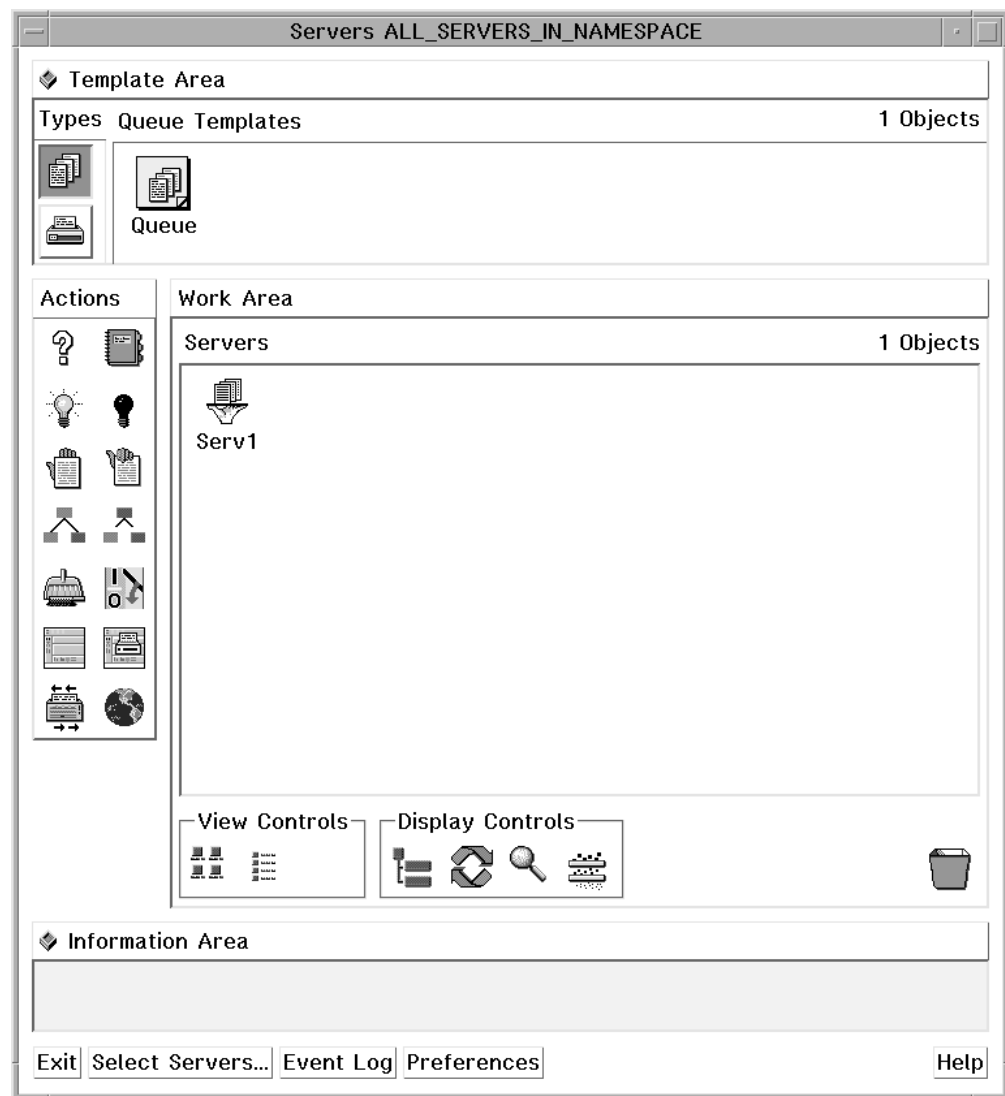 Servers ALL_SERVERS_IN_NAMESPACE
Template Area
Types Queue Templates 1 Objects
Queue
Actions
Work Area
Servers 1 Objects
Serv1
View Controls
Display Controls
Information Area
Exit Select Servers... Event Log Preferences Help